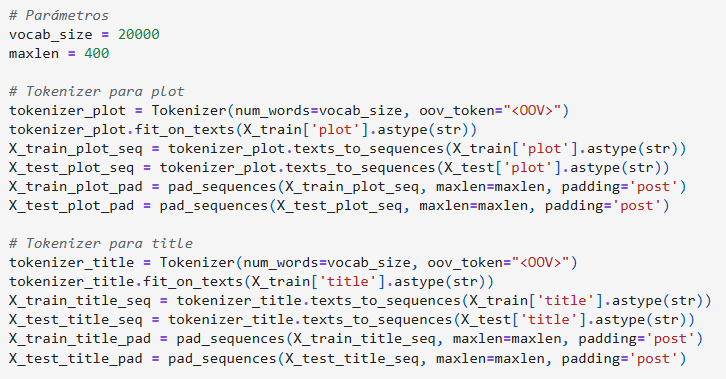 # Parámetros
vocab_size = 20000
maxlen = 400
# Tokenizer para plot
tokenizer_plot = Tokenizer(num_words=vocab_size, oov_token="<OOV>")
tokenizer_plot.fit_on_texts(X_train['plot'].astype(str))
X_train_plot_seq = tokenizer_plot.texts_to_sequences(X_train['plot'].astype(str))
X_test_plot_seq = tokenizer_plot.texts_to_sequences(X_test['plot'].astype(str))
X_train_plot_pad = pad_sequences(X_train_plot_seq, maxlen=maxlen, padding='post')
X_test_plot_pad = pad_sequences(X_test_plot_seq, maxlen=maxlen, padding='post')
# Tokenizer para title
tokenizer_title = Tokenizer(num_words=vocab_size, oov_token="<OOV>")
tokenizer_title.fit_on_texts(X_train['title'].astype(str))
X_train_title_seq = tokenizer_title.texts_to_sequences(X_train['title'].astype(str))
X_test_title_seq = tokenizer_title.texts_to_sequences(X_test['title'].astype(str))
X_train_title_pad = pad_sequences(X_train_title_seq, maxlen=maxlen, padding='post')
X_test_title_pad = pad_sequences(X_test_title_seq, maxlen=maxlen, padding='post')